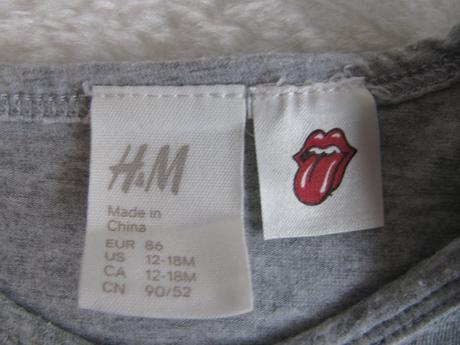 H&M
Made in
China
EUR 86
US 12-18M
CA 12-18M
CN 90/52